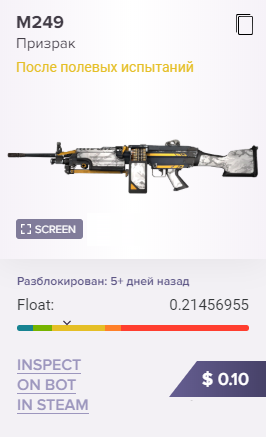 M249
Призрак
После полевых испытаний
SCREEN
Разблокирован: 5+ дней назад
Float: 0.21456955
INSPECT
ON BOT
IN STEAM
$ 0.10